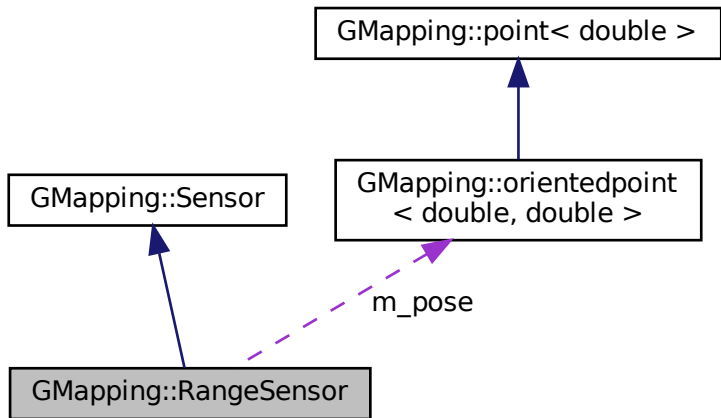 GMapping::point< double >
GMapping::Sensor
GMapping::orientedpoint
< double, double >
m_pose
GMapping::RangeSensor